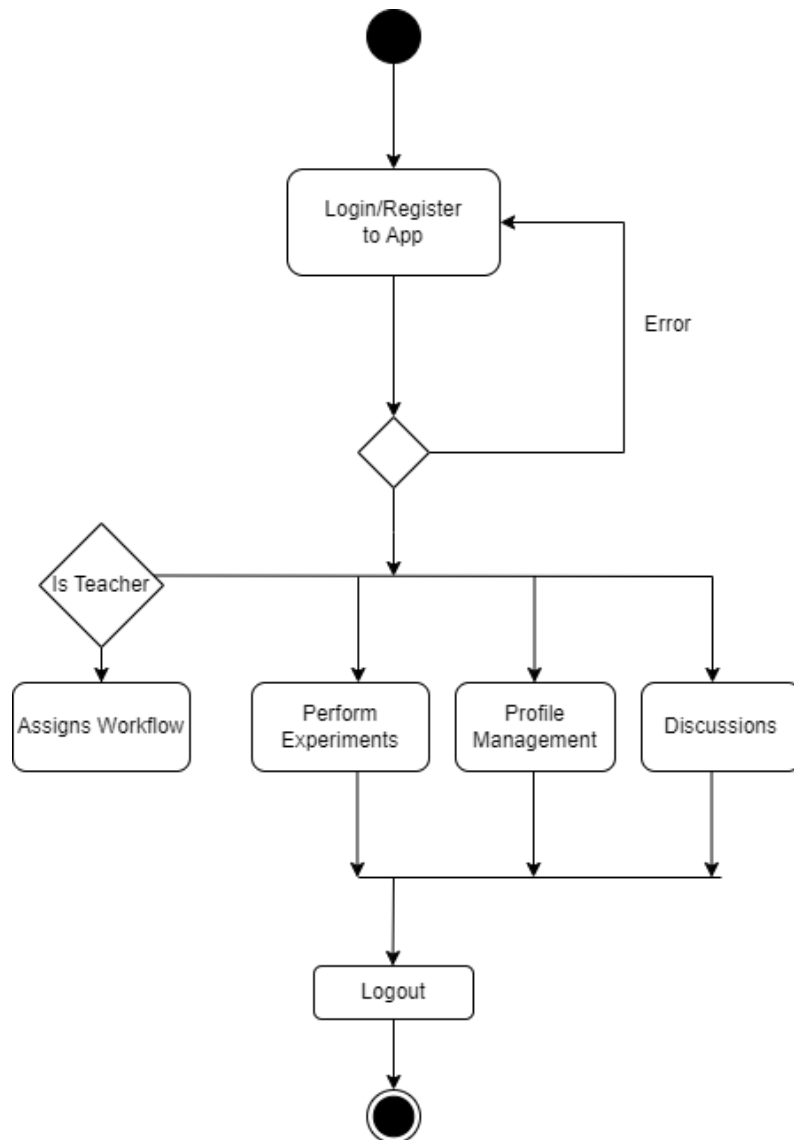 Login/Register
to App
Error
Is Teacher
Assigns Workflow
Perform
Experiments
Profile
Management
Discussions
Logout